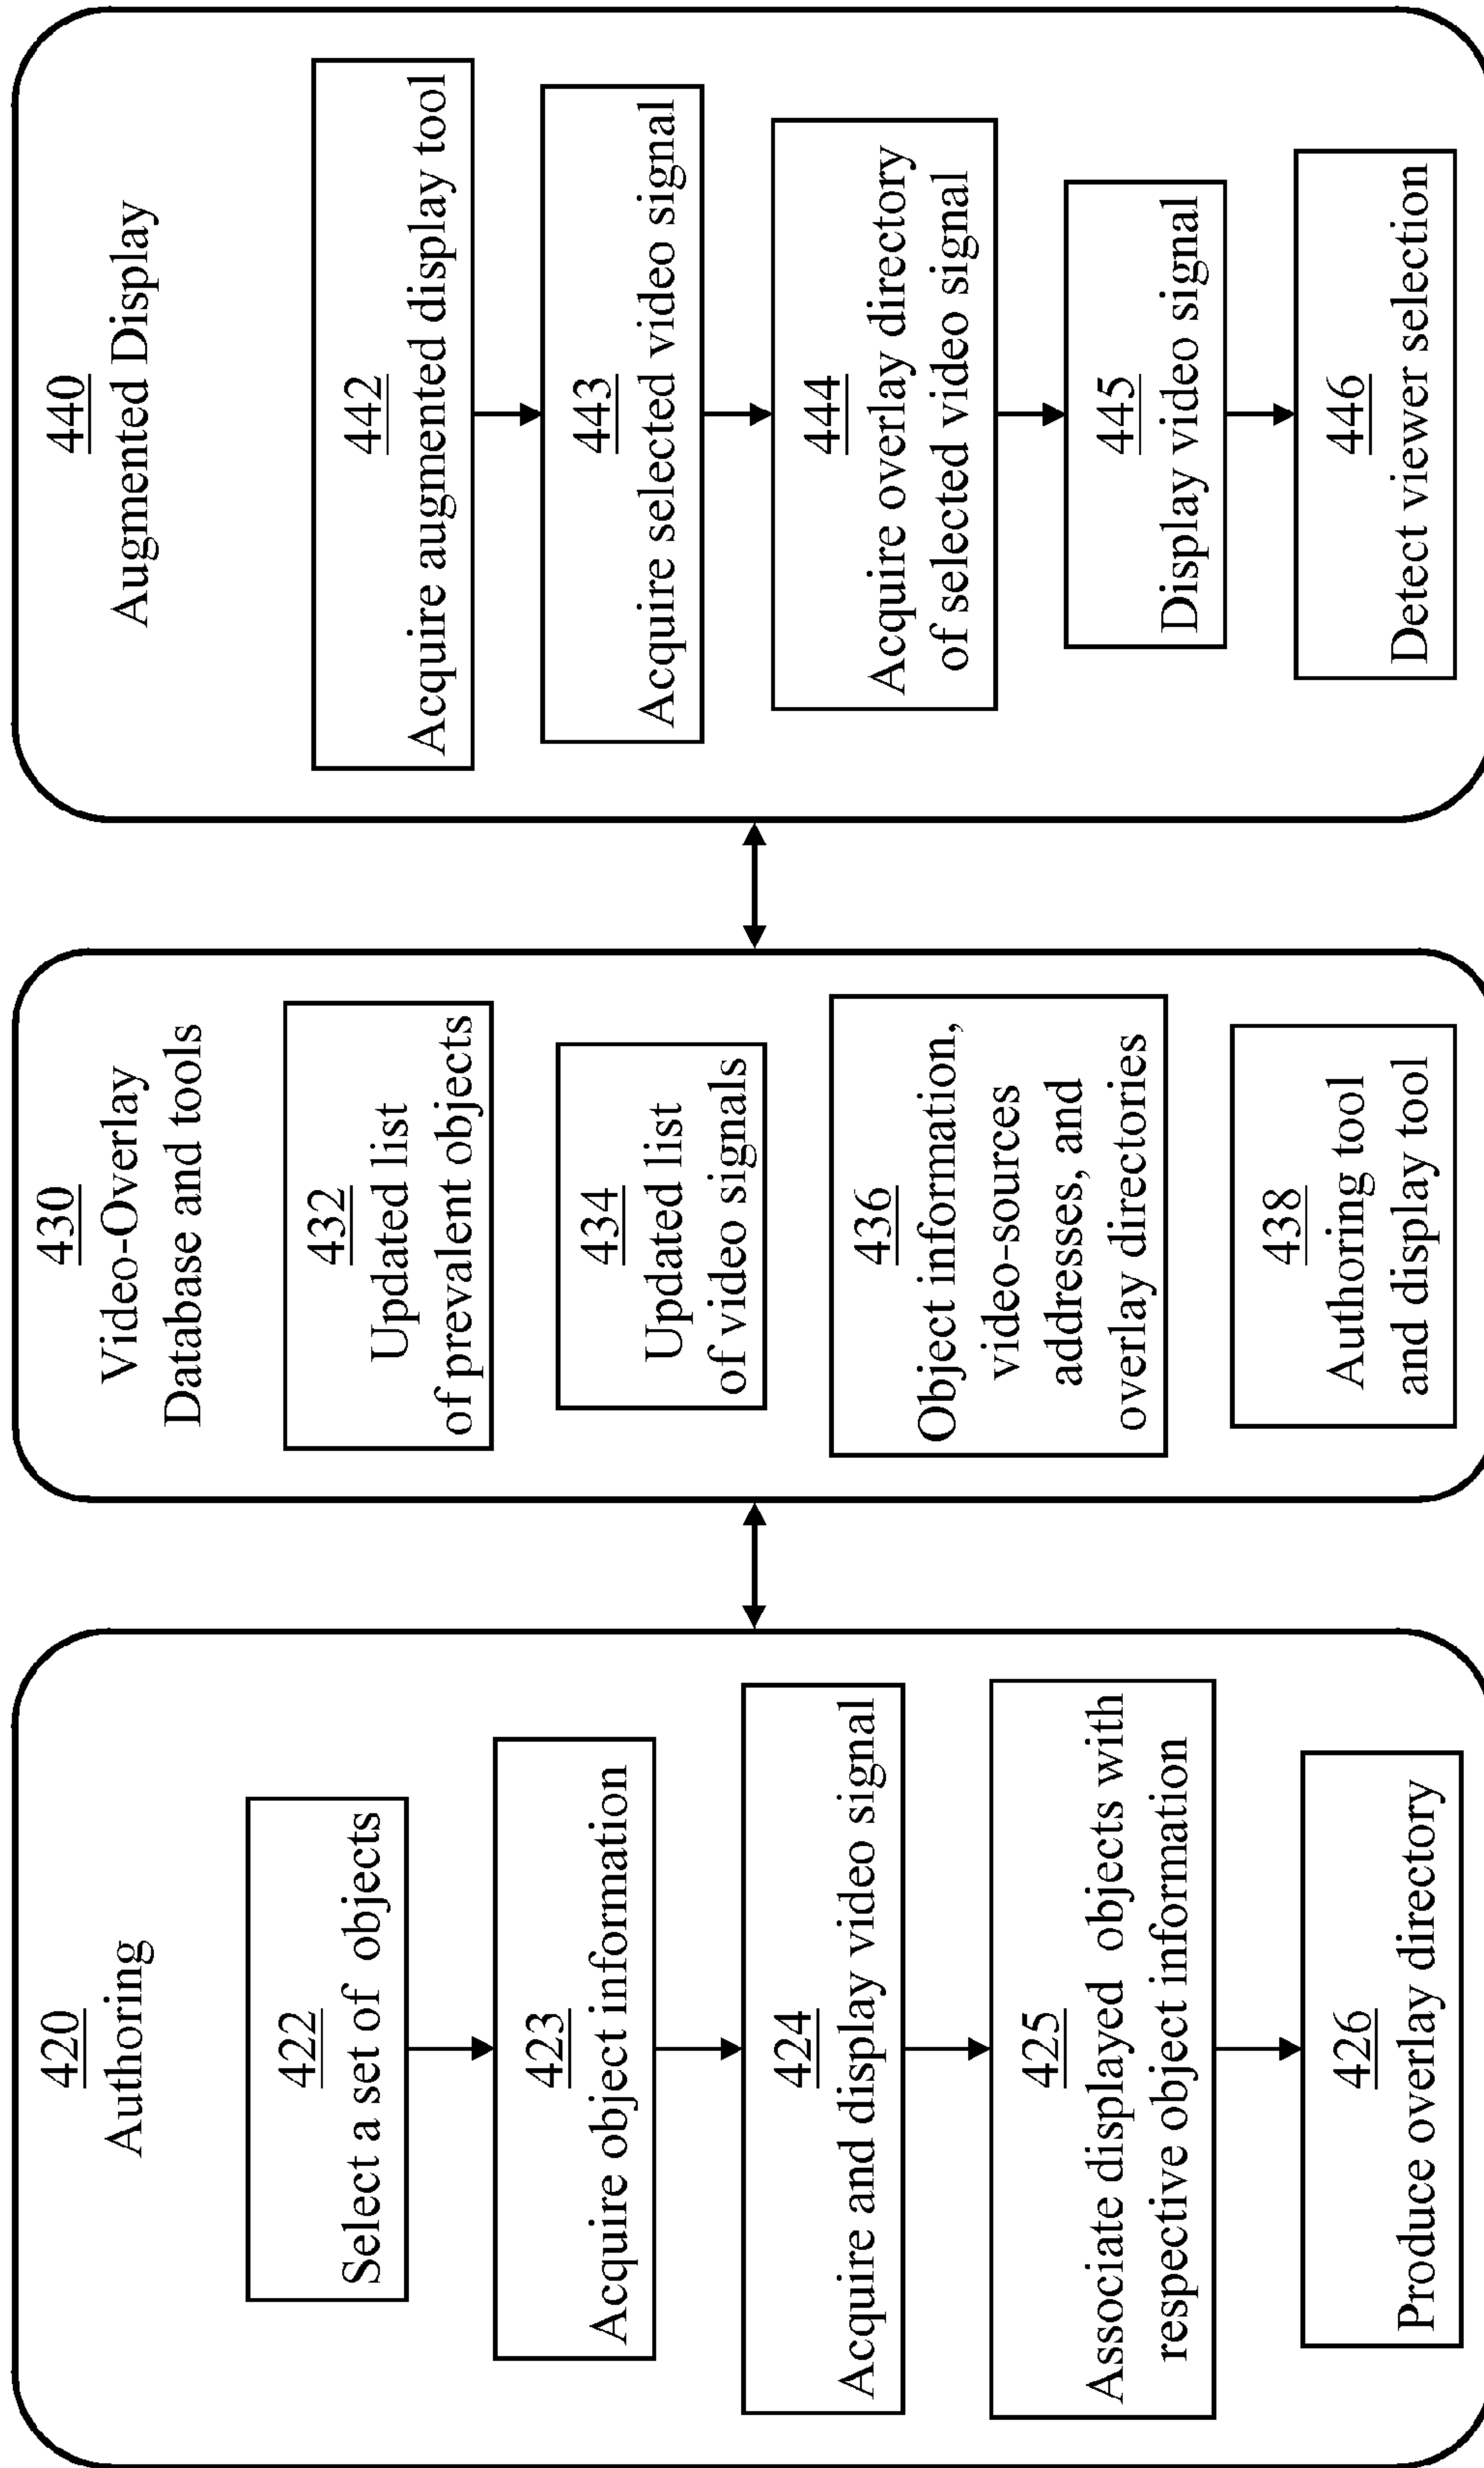 420
Authoring
422
Select a set of objects
423
Acquire object information
424
Acquire and display video signal
425
Associate displayed objects with
respective object information
426
Produce overlay directory
430
Video-Overlay
Database and tools
432
Updated list
of prevalent objects
434
Updated list
of video signals
436
Object information,
video-sources
addresses, and
overlay directories
438
Authoring tool
and display tool
440
Augmented Display
442
Acquire augmented display tool
443
Acquire selected video signal
444
Acquire overlay directory
of selected video signal
445
Display video signal
446
Detect viewer selection